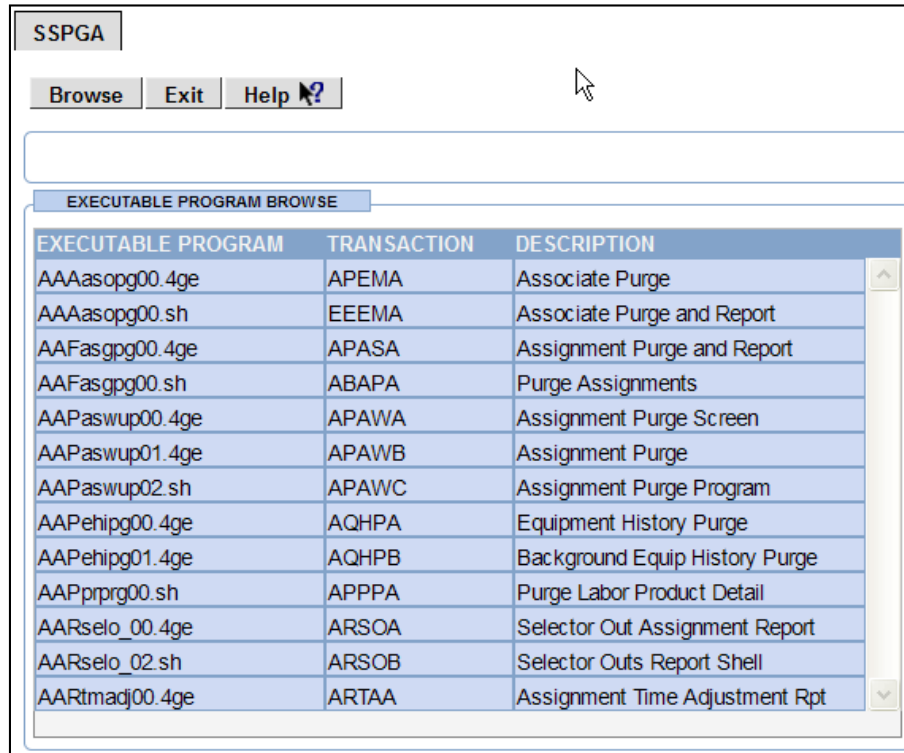 SSPGA
Browse Exit Help ?
EXECUTABLE PROGRAM BROWSE
EXECUTABLE PROGRAM TRANSACTION DESCRIPTION
AAAasopg00.4ge APEMA Associate Purge
AAAasopg00.sh EEEMA Associate Purge and Report
AAFasgpg00.4ge APASA Assignment Purge and Report
AAFasgpg00.sh ABAPA Purge Assignments
AAPaswup00.4ge APAWA Assignment Purge Screen
AAPaswup01.4ge APAWB Assignment Purge
AAPaswup02.sh APAWC Assignment Purge Program
AAPehipg00.4ge AQHPA Equipment History Purge
AAPehipg01.4ge AQHPB Background Equip History Purge
AAPprprg00.sh APPPA Purge Labor Product Detail
AARselo_00.4ge ARSOA Selector Out Assignment Report
AARselo_02.sh ARSOB Selector Outs Report Shell
AARtmadj00.4ge ARTAA Assignment Time Adjustment Rpt